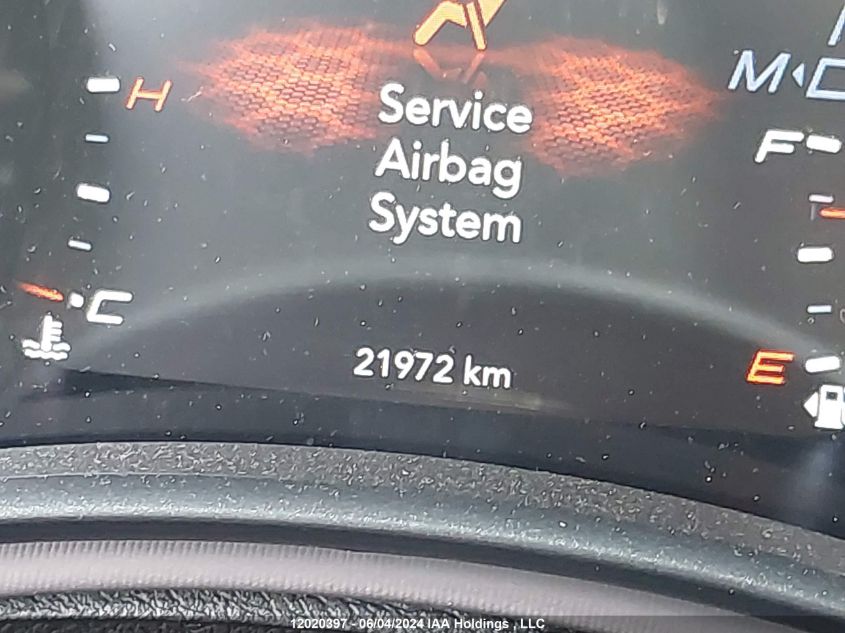 H
Service
Airbag
System
C
21972 km
M
F
E
12020397 - 06/04/2024 IAA Holdings , LLC